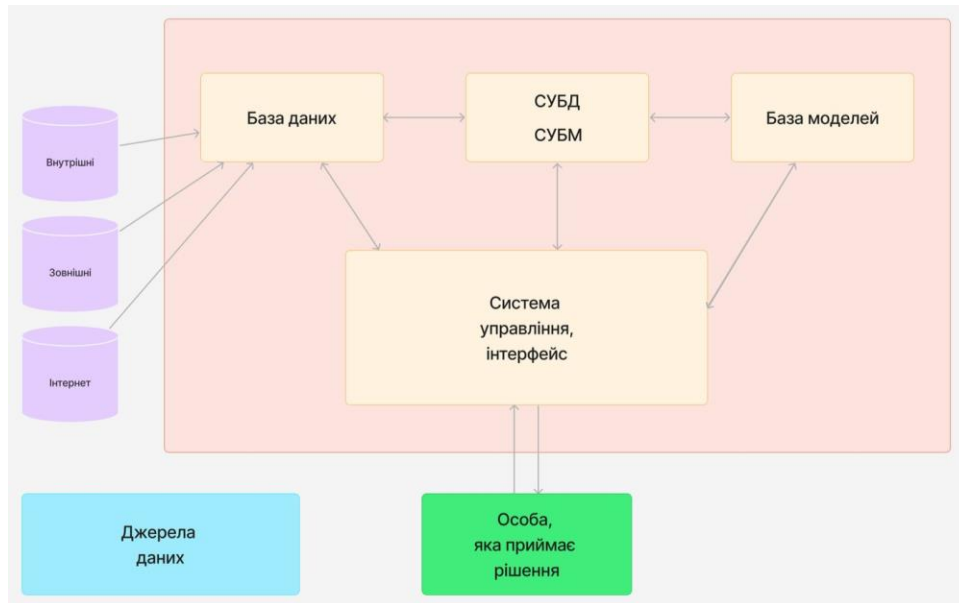 База даних
СУБД
СУБМ
База моделей
Внутрішні
Зовнішні
Інтернет
Система
управління,
інтерфейс
Джерела
даних
Особа,
яка приймає
рішення